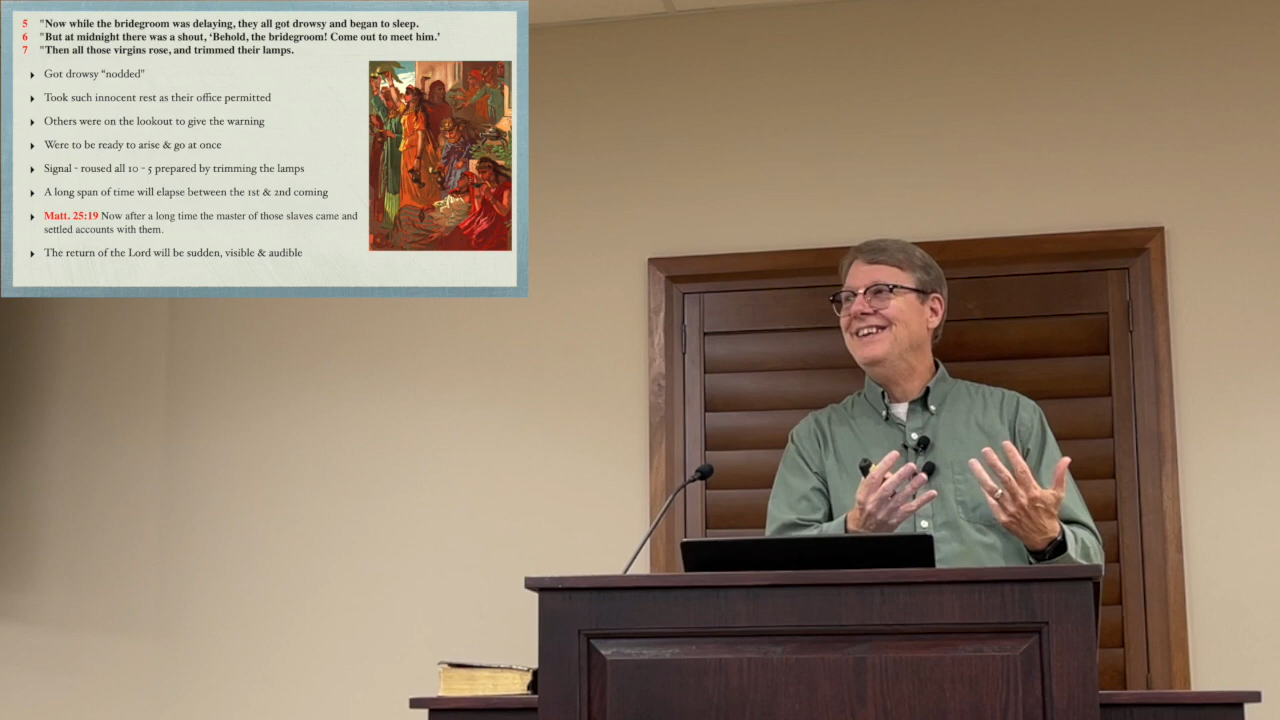 5 "Now while the bridegroom was delaying, they all got drowsy and began to sleep.
6 "But at midnight there was a shout, ‘Behold, the bridegroom! Come out to meet him.’
7 "Then all those virgins rose, and trimmed their lamps.
Got drowsy “nodded”
Took such innocent rest as their office permitted
Others were on the lookout to give the warning
Were to be ready to arise & go at once
Signal - roused all 10 - 5 prepared by trimming the lamps
A long span of time will elapse between the 1st & 2nd coming
Matt. 25:19 Now after a long time the master of those slaves came and
settled accounts with them.
The return of the Lord will be sudden, visible & audible